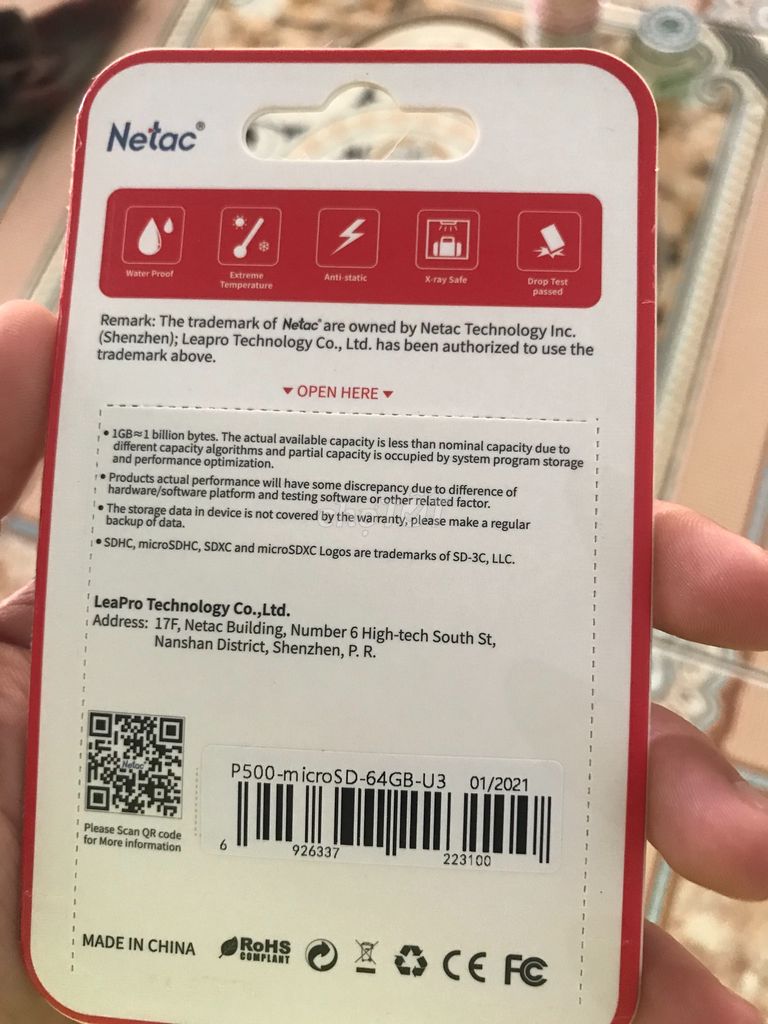 Netac®
Water Proof
Extreme
Temperature
Anti-static
X-ray Safe
Drop Test
passed
Remark: The trademark of Netac® are owned by Netac Technology Inc.
(Shenzhen); Leapro Technology Co., Ltd. has been authorized to use the
trademark above.
▼ OPEN HERE ▼
• 1GB≈1 billion bytes. The actual available capacity is less than nominal capacity due to
different capacity algorithms and partial capacity is occupied by system program storage
and performance optimization.
• Products actual performance will have some discrepancy due to difference of
hardware/software platform and testing software or other related factor.
• The storage data in device is not covered by the warranty, please make a regular
backup of data.
• SDHC, microSDHC, SDXC and microSDXC Logos are trademarks of SD-3C, LLC.
LeaPro Technology Co.,Ltd.
Address: 17F, Netac Building, Number 6 High-tech South St,
Nanshan District, Shenzhen, P. R.
Netac
Please Scan QR code
for More information
P500-microSD-64GB-U3 01/2021
6 926337 223100
MADE IN CHINA
RoHS
COMPLIANT
CE
FC